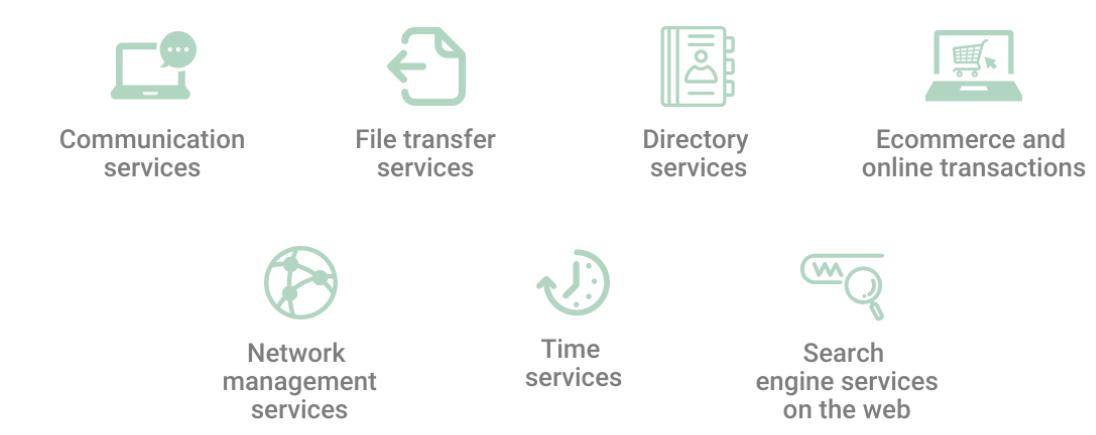 Communication
services
File transfer
services
Directory
services
Ecommerce and
online transactions
Network
management
services
Time
services
Search
engine services
on the web